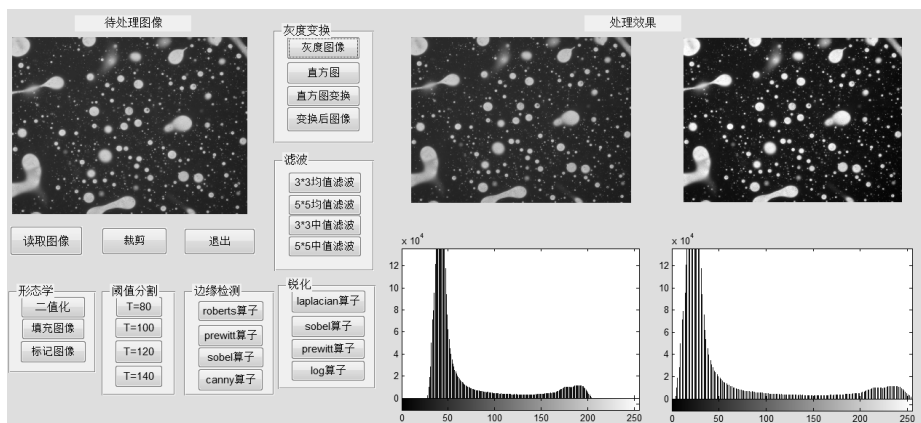 待处理图像
处理效果
灰度变换
灰度图像
直方图
直方图变换
变换后图像
滤波
3*3均值滤波
5*5均值滤波
3*3中值滤波
5*5中值滤波
读取图像
裁剪
退出
形态学
二值化
填充图像
标记图像
阈值分割
T=80
T=100
T=120
T=140
边缘检测
roberts算子
prewitt算子
sobel算子
canny算子
锐化
laplacian算子
sobel算子
prewitt算子
log算子
x 10^4
12
10
8
6
4
2
0
0 50 100 150 200 250
x 10^4
12
10
8
6
4
2
0
0 50 100 150 200 250